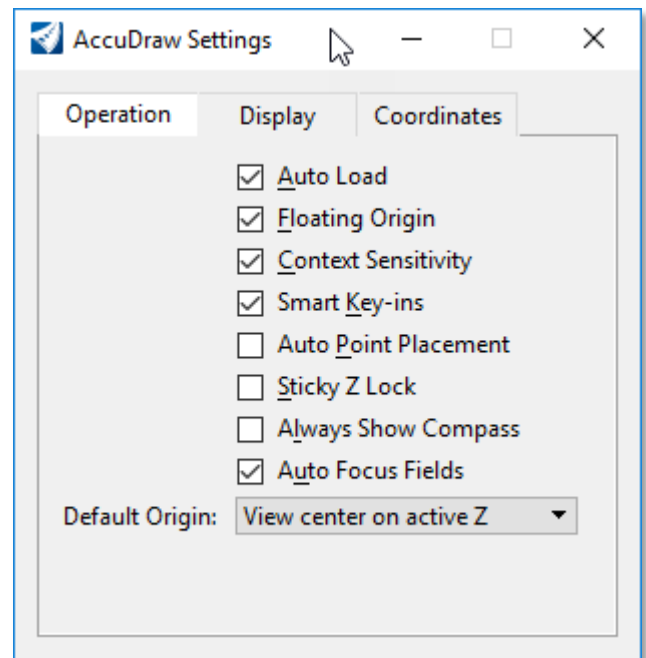 AccuDraw Settings
Operation Display Coordinates
Auto Load
Floating Origin
Context Sensitivity
Smart Key-ins
Auto Point Placement
Sticky Z Lock
Always Show Compass
Auto Focus Fields
Default Origin: View center on active Z